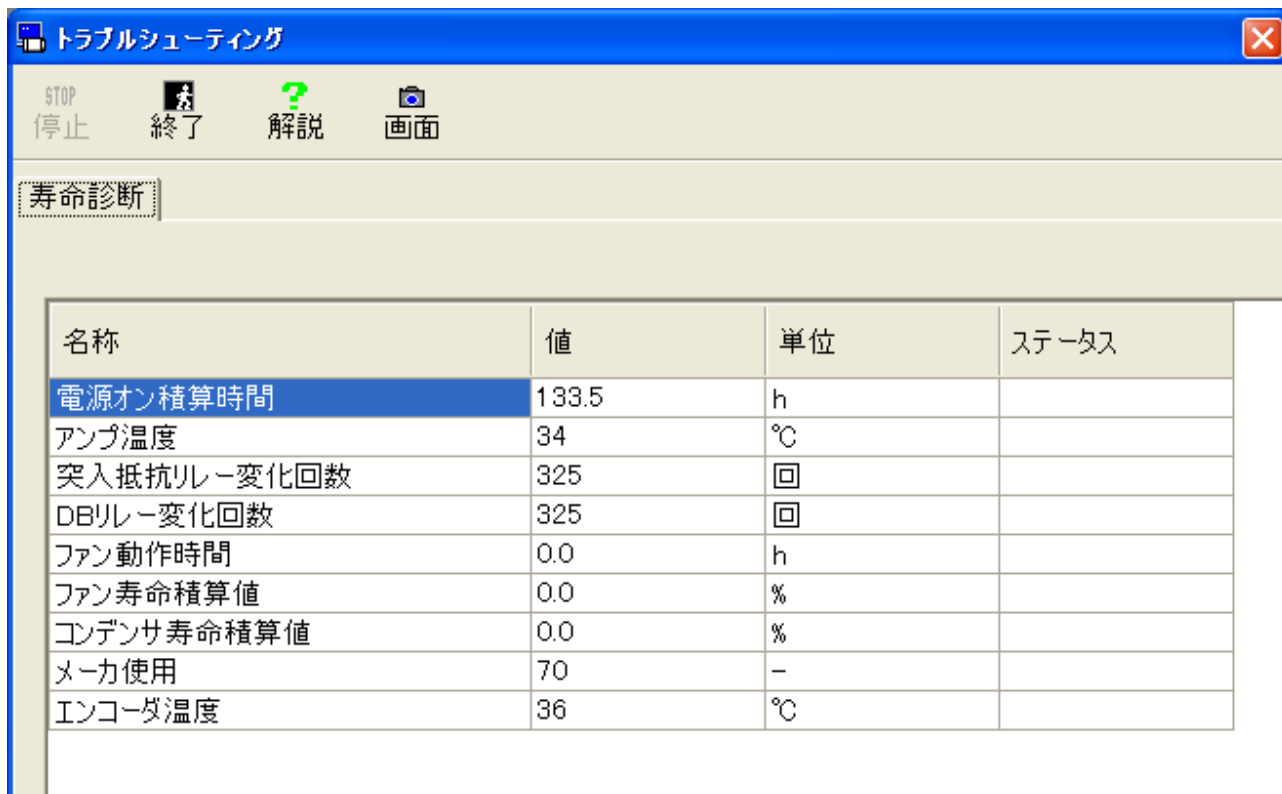 トラブルシューティング
STOP
停止 終了 ? 解説 画面
寿命診断
名称 値 単位 ステータス
電源オン積算時間 133.5 h
アンプ温度 34 ℃
突入抵抗リレー変化回数 325 回
DBリレー変化回数 325 回
ファン動作時間 0.0 h
ファン寿命積算値 0.0 %
コンデンサ寿命積算値 0.0 %
メーカ使用 70 −
エンコーダ温度 36 ℃